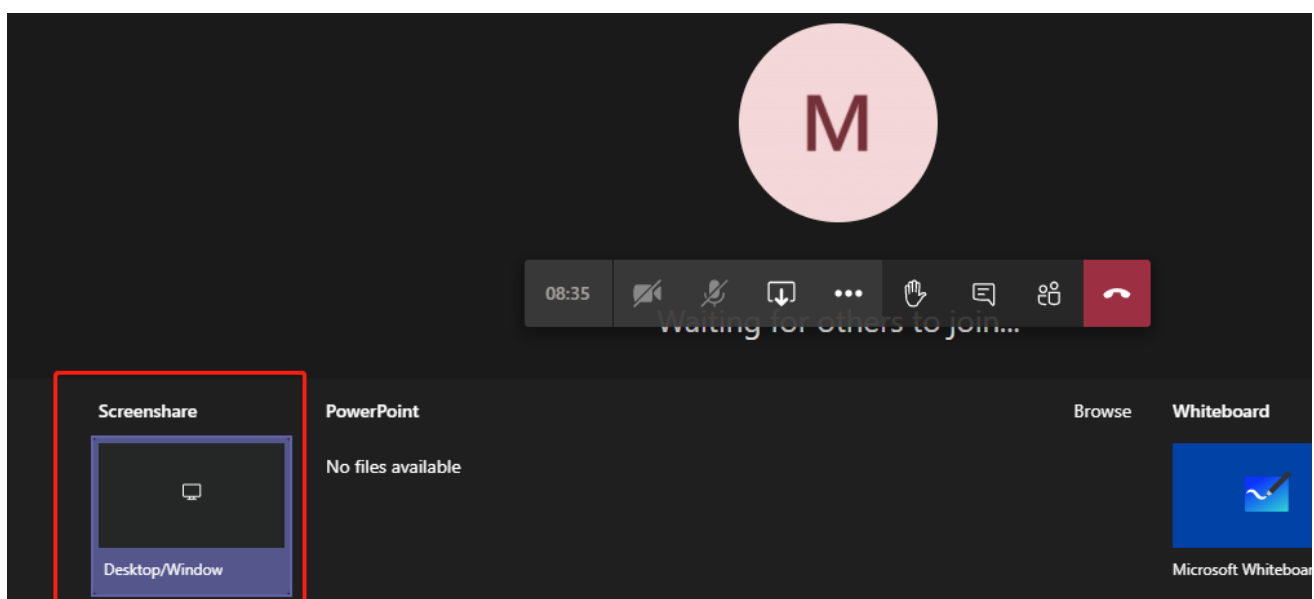 M
08:35
Waiting for others to join...
Screenshare
PowerPoint
Browse
Whiteboard
No files available
Desktop/Window
Microsoft Whiteboar